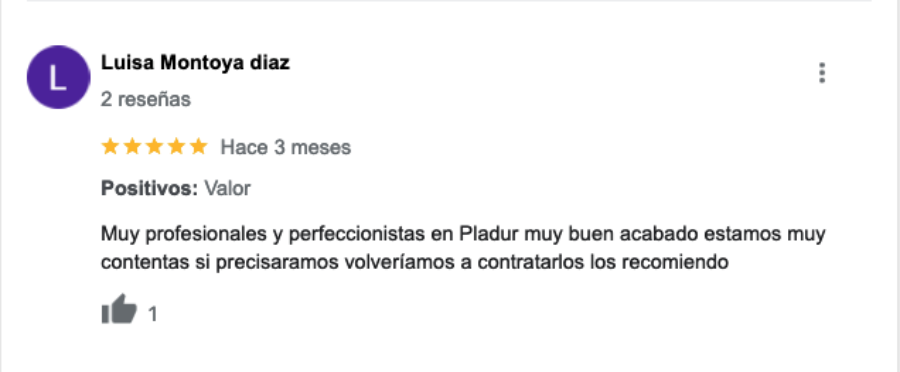 L
Luisa Montoya diaz
2 reseñas
Hace 3 meses
Positivos: Valor
Muy profesionales y perfeccionistas en Pladur muy buen acabado estamos muy
contentas si precisaramos volveríamos a contratarlos los recomiendo
1